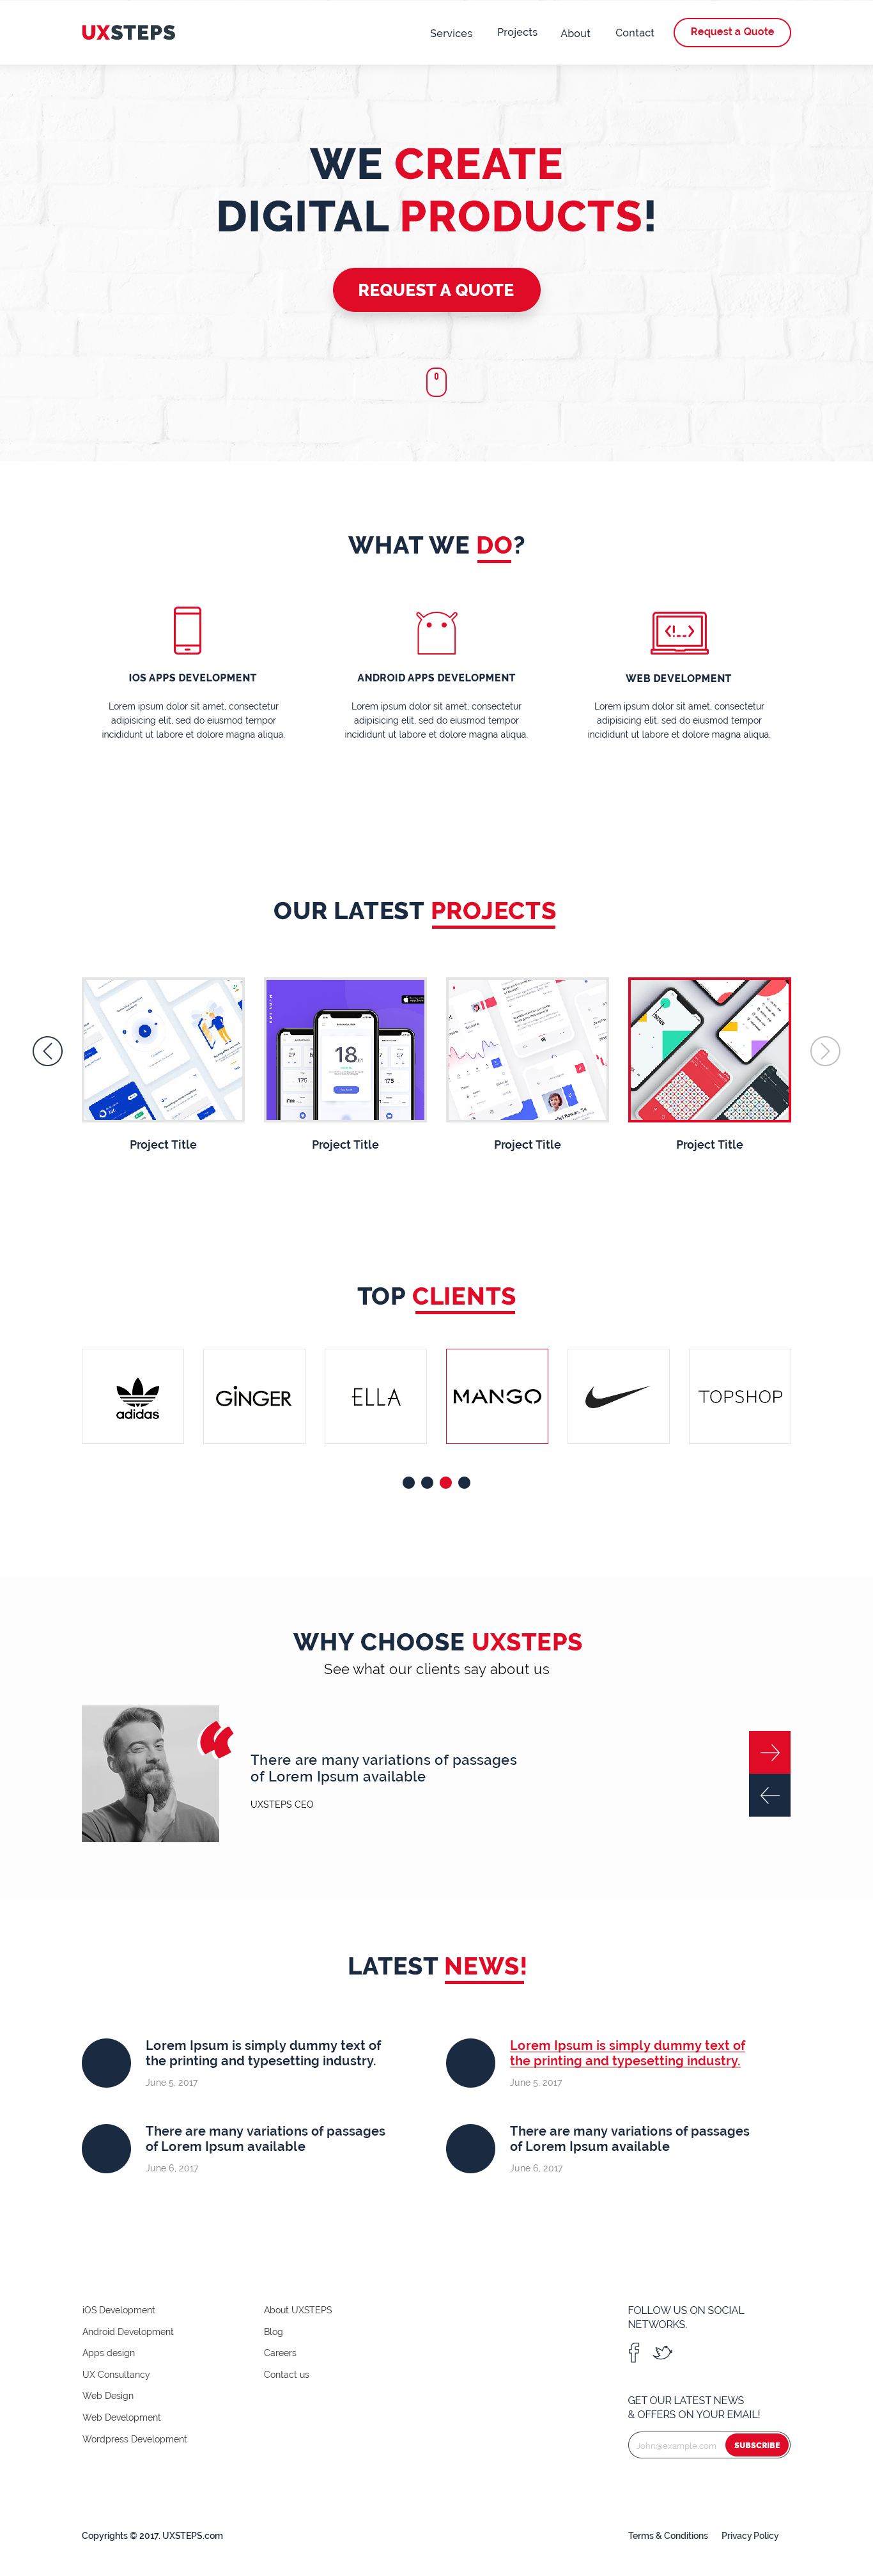 UXSTEPS
Services
Projects
About
Contact
Request a Quote
WE CREATE
DIGITAL PRODUCTS!
REQUEST A QUOTE
WHAT WE DO?
IOS APPS DEVELOPMENT
Lorem ipsum dolor sit amet, consectetur
adipisicing elit, sed do eiusmod tempor
incididunt ut labore et dolore magna aliqua.
ANDROID APPS DEVELOPMENT
Lorem ipsum dolor sit amet, consectetur
adipisicing elit, sed do eiusmod tempor
incididunt ut labore et dolore magna aliqua.
WEB DEVELOPMENT
Lorem ipsum dolor sit amet, consectetur
adipisicing elit, sed do eiusmod tempor
incididunt ut labore et dolore magna aliqua.
OUR LATEST PROJECTS
18
27
57
175
Project Title
Project Title
Project Title
Project Title
TOP CLIENTS
adidas
GINGER
ELLA
MANGO
TOPSHOP
WHY CHOOSE UXSTEPS
See what our clients say about us
There are many variations of passages
of Lorem Ipsum available
UXSTEPS CEO
LATEST NEWS!
Lorem Ipsum is simply dummy text of
the printing and typesetting industry.
June 5, 2017
Lorem Ipsum is simply dummy text of
the printing and typesetting industry.
June 5, 2017
There are many variations of passages
of Lorem Ipsum available
June 6, 2017
There are many variations of passages
of Lorem Ipsum available
June 6, 2017
iOS Development
Android Development
Apps design
UX Consultancy
Web Design
Web Development
Wordpress Development
About UXSTEPS
Blog
Careers
Contact us
FOLLOW US ON SOCIAL
NETWORKS.
GET OUR LATEST NEWS
& OFFERS ON YOUR EMAIL!
John@example.com
SUBSCRIBE
Copyrights © 2017. UXSTEPS.com
Terms & Conditions
Privacy Policy